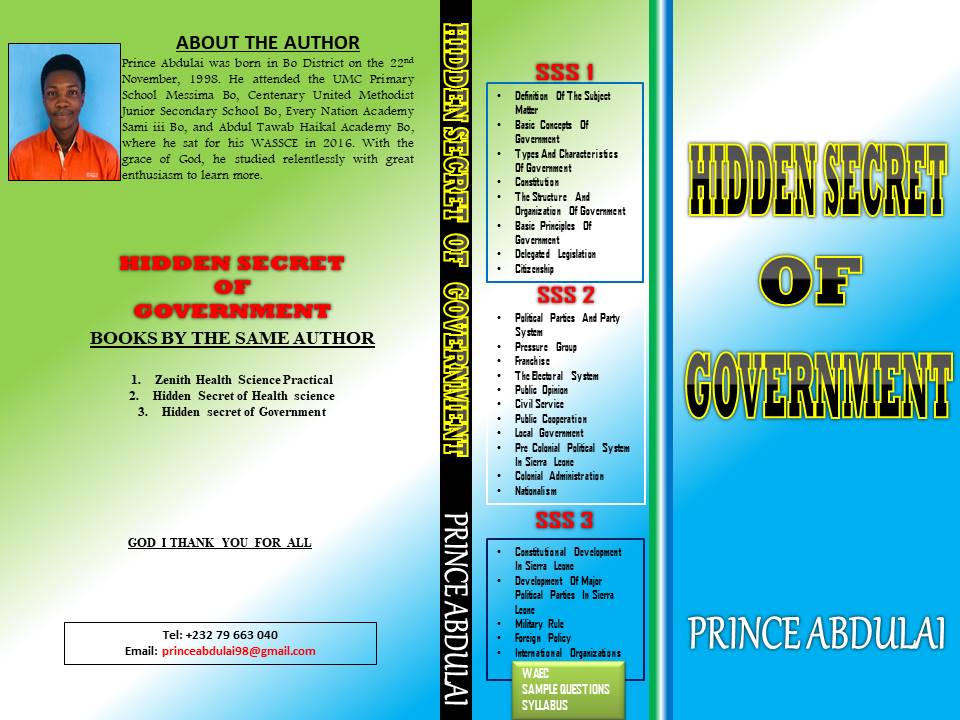 ABOUT THE AUTHOR
Prince Abdulai was born in Bo District on the 22nd
November, 1998. He attended the UMC Primary
School Messima Bo, Centenary United Methodist
Junior Secondary School Bo, Every Nation Academy
Sami iii Bo, and Abdul Tawab Haikal Academy Bo,
where he sat for his WASSCE in 2016. With the
grace of God, he studied relentlessly with great
enthusiasm to learn more.
HIDDEN SECRET
OF
GOVERNMENT
BOOKS BY THE SAME AUTHOR
1. Zenith Health Science Practical
2. Hidden Secret of Health science
3. Hidden secret of Government
GOD I THANK YOU FOR ALL
Tel: +232 79 663 040
Email: princeabdulai98@gmail.com
HIDDEN SECRET OF GOVERNMENT PRINCE ABDULAI
SSS 1
• Definition Of The Subject
Matter
• Basic Concepts Of
Government
• Types And Characteristics
Of Government
• Constitution
• The Structure And
Organization Of Government
• Basic Principles Of
Government
• Delegated Legislation
• Citizenship
SSS 2
• Political Parties And Party
System
• Pressure Group
• Franchise
• The Electoral System
• Public Opinion
• Civil Service
• Public Cooperation
• Local Government
• Pre Colonial Political System
In Sierra Leone
• Colonial Administration
• Nationalism
SSS 3
• Constitutional Development
In Sierra Leone
• Development Of Major
Political Parties In Sierra
Leone
• Military Rule
• Foreign Policy
• International Organizations
WAEC
SAMPLE QUESTIONS
SYLLABUS
HIDDEN SECRET
OF
GOVERNMENT
PRINCE ABDULAI